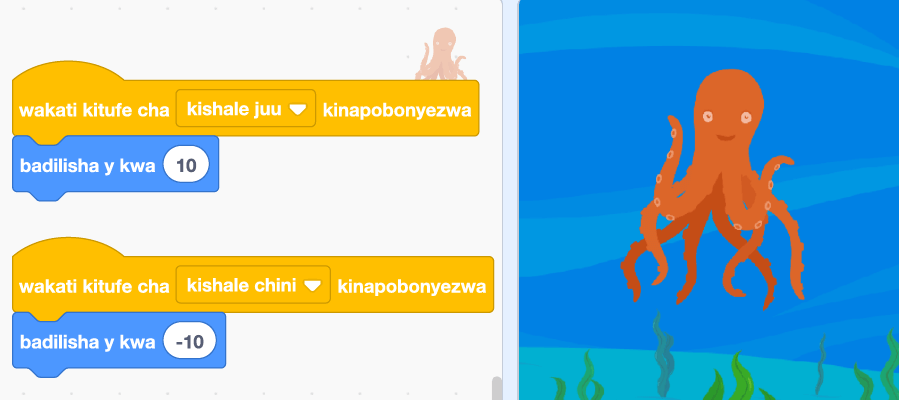 wakati kitufe cha kishale juu kinapobonyezwa
badilisha y kwa 10
wakati kitufe cha kishale chini kinapobonyezwa
badilisha y kwa -10